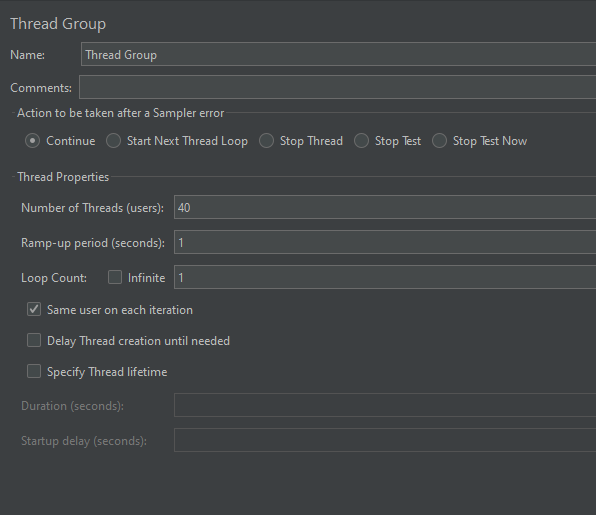 Thread Group
Name: Thread Group
Comments:
Action to be taken after a Sampler error
Continue Start Next Thread Loop Stop Thread Stop Test Stop Test Now
Thread Properties
Number of Threads (users): 40
Ramp-up period (seconds): 1
Loop Count: Infinite 1
Same user on each iteration
Delay Thread creation until needed
Specify Thread lifetime
Duration (seconds):
Startup delay (seconds):